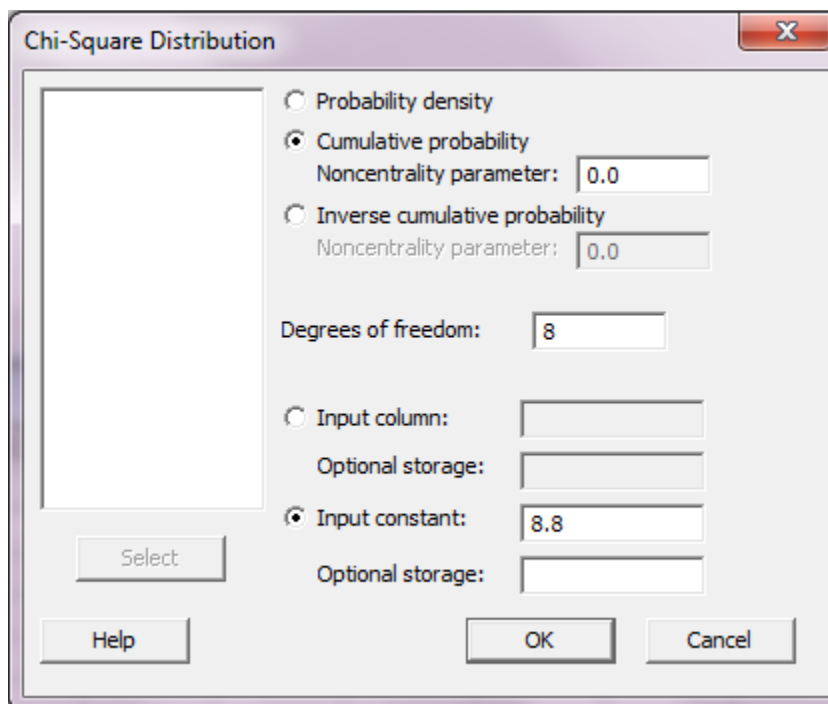 Chi-Square Distribution
Probability density
Cumulative probability
Noncentrality parameter: 0.0
Inverse cumulative probability
Noncentrality parameter: 0.0
Degrees of freedom: 8
Input column:
Optional storage:
Input constant: 8.8
Select
Optional storage:
Help OK Cancel